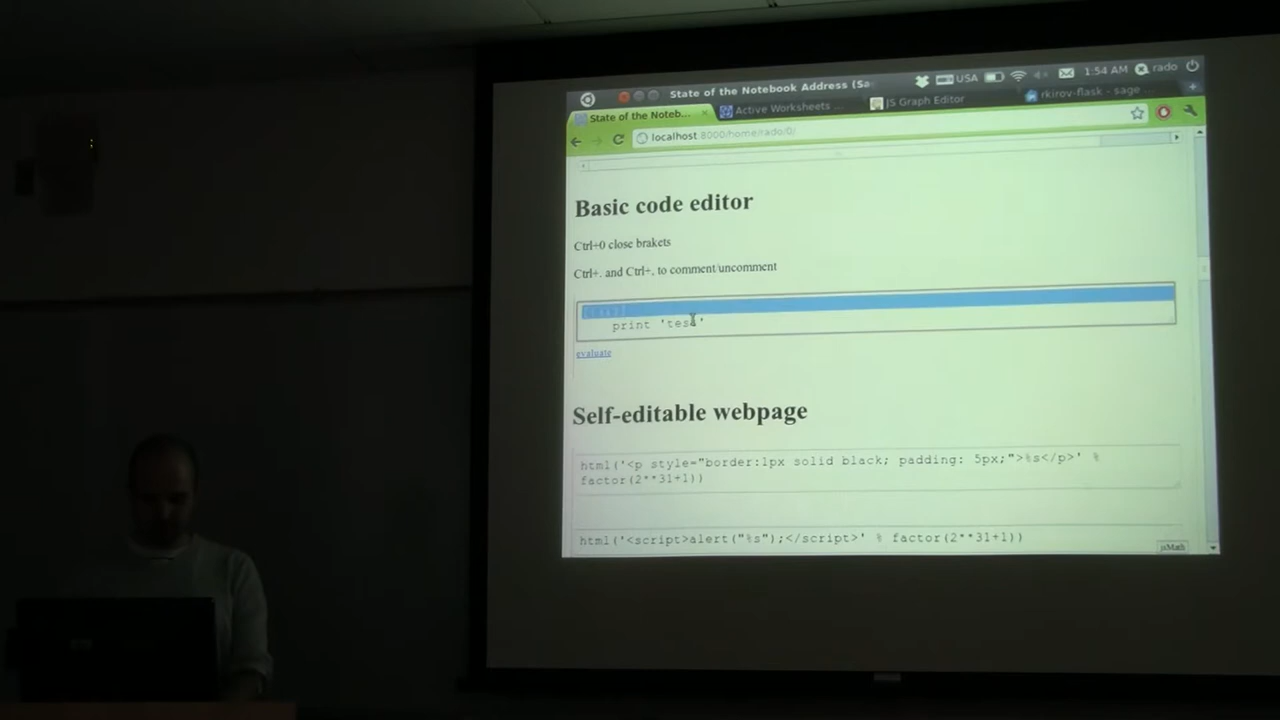 State of the Notebook Address (Sa
USA
1:54 AM
rado
State of the Noteb...
Active Worksheets ...
JS Graph Editor
rkirov-flask - sage ...
localhost:8000/home/rado/0/
Basic code editor
Ctrl+0 close brakets
Ctrl+. and Ctrl+, to comment/uncomment
print 'test'
evaluate
Self-editable webpage
html('<p style="border:1px solid black; padding: 5px;">%s</p>' %
factor(2**31+1))
html('<script>alert("%s");</script>' % factor(2**31+1))
jsMath